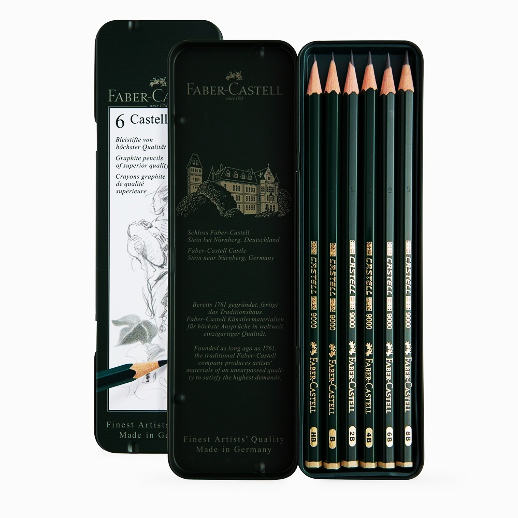 FABER-CA
6 Castell
Bleistifte von
höchster Qualität
Graphite pencils
of superior quality
Crayons graphite
de qualité
supérieure
Finest Artists'
Made in Ge
FABER-CASTELL
since 1761
Schloss Faber-Castell
Stein bei Nürnberg, Deutschland
Faber-Castell Castle
Stein near Nürnberg, Germany
Bereits 1761 gegründet, fertigt
das Traditionshaus
Faber-Castell Künstlermaterialien
für höchste Ansprüche in weltweit
einzigartiger Qualität.
Founded as long ago as 1761,
the traditional Faber-Castell
company produces artists'
materials of an unsurpassed quali-
ty to satisfy the highest demands.
Finest Artists' Quality
Made in Germany
CASTELL 9000 FABER-CASTELL HB
CASTELL 9000 FABER-CASTELL B
CASTELL 9000 FABER-CASTELL 2B
CASTELL 9000 FABER-CASTELL 4B
CASTELL 9000 FABER-CASTELL 6B
CASTELL 9000 FABER-CASTELL 8B